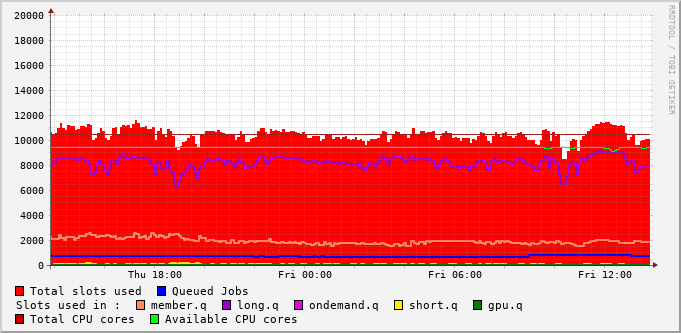 20000
18000
16000
14000
12000
10000
8000
6000
4000
2000
0
Thu 18:00 Fri 00:00 Fri 06:00 Fri 12:00
Total slots used Queued Jobs
Slots used in : member.q long.q ondemand.q short.q gpu.q
Total CPU cores Available CPU cores
RRDTOOL / TOBI OETIKER